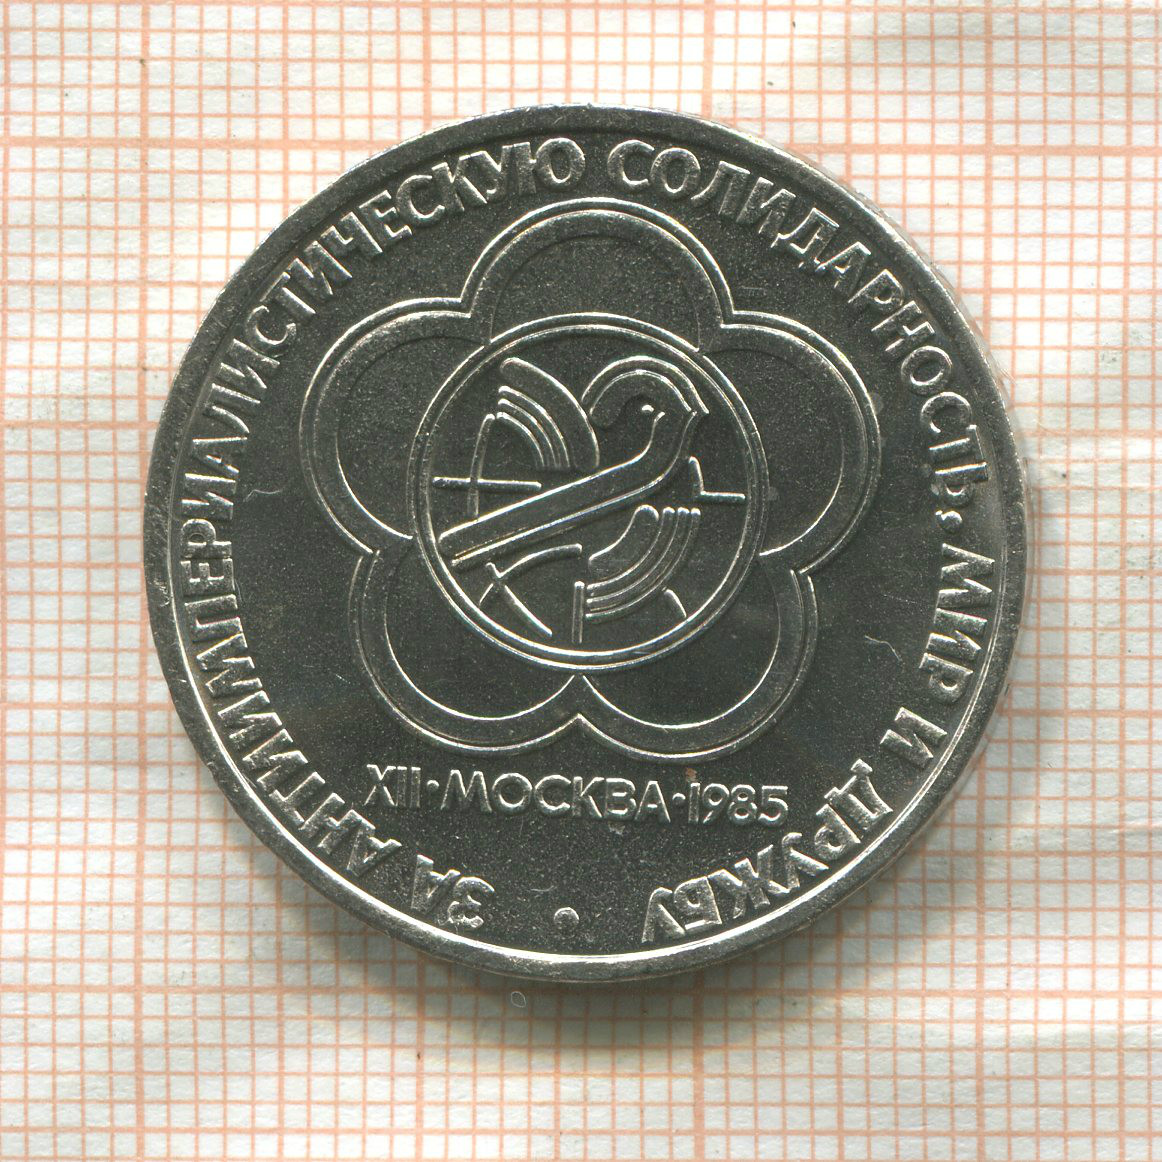 ЗА АНТИИМПЕРИАЛИСТИЧЕСКУЮ СОЛИДАРНОСТЬ, МИР И ДРУЖБУ
XII·МОСКВА·1985